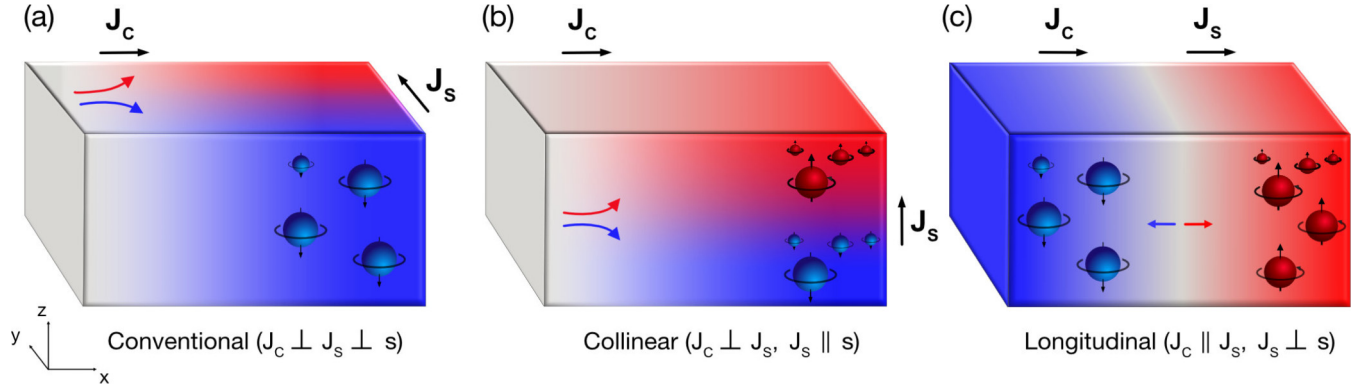 (a)
J_C
J_S
Conventional (J_C ⊥ J_S ⊥ s)
z
y
x
(b)
J_C
J_S
Collinear (J_C ⊥ J_S, J_S ∥ s)
(c)
J_C
J_S
Longitudinal (J_C ∥ J_S, J_S ⊥ s)